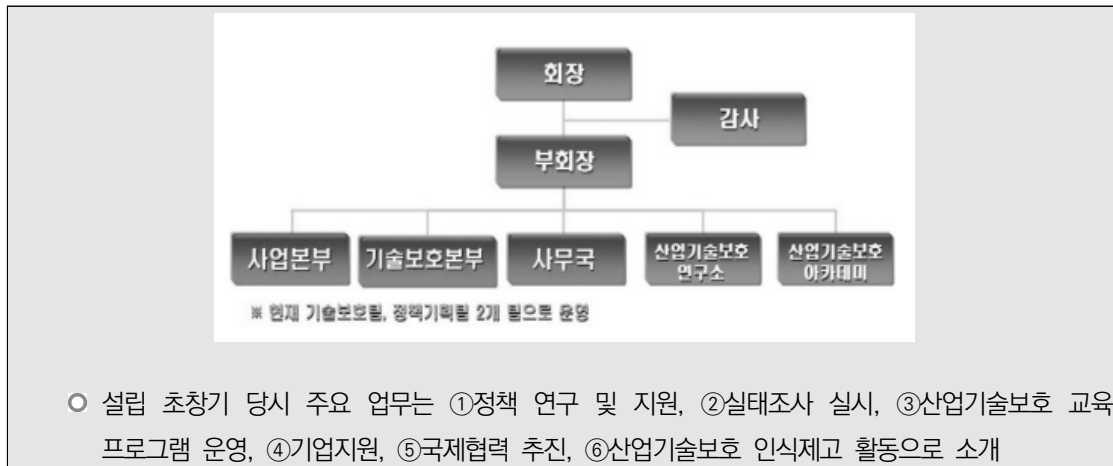 회장
감사
부회장
사업본부 기술보호본부 사무국 산업기술보호 산업기술보호
연구소 아카데미
※ 현재 기술보호팀, 정책기획팀 2개 팀으로 운영
설립 초창기 당시 주요 업무는 ①정책 연구 및 지원, ②실태조사 실시, ③산업기술보호 교육
프로그램 운영, ④기업지원, ⑤국제협력 추진, ⑥산업기술보호 인식제고 활동으로 소개